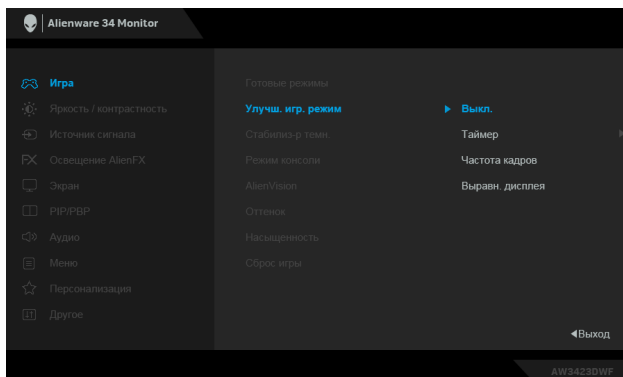 Alienware 34 Monitor
Игра
Яркость / контрастность
Источник сигнала
Освещение AlienFX
Экран
PIP/PBP
Аудио
Меню
Персонализация
Другое
Готовые режимы
Улучш. игр. режим
Стабилиз-р темн.
Режим консоли
AlienVision
Оттенок
Насыщенность
Сброс игры
Выкл.
Таймер
Частота кадров
Выравн. дисплея
Выход
AW3423DWF